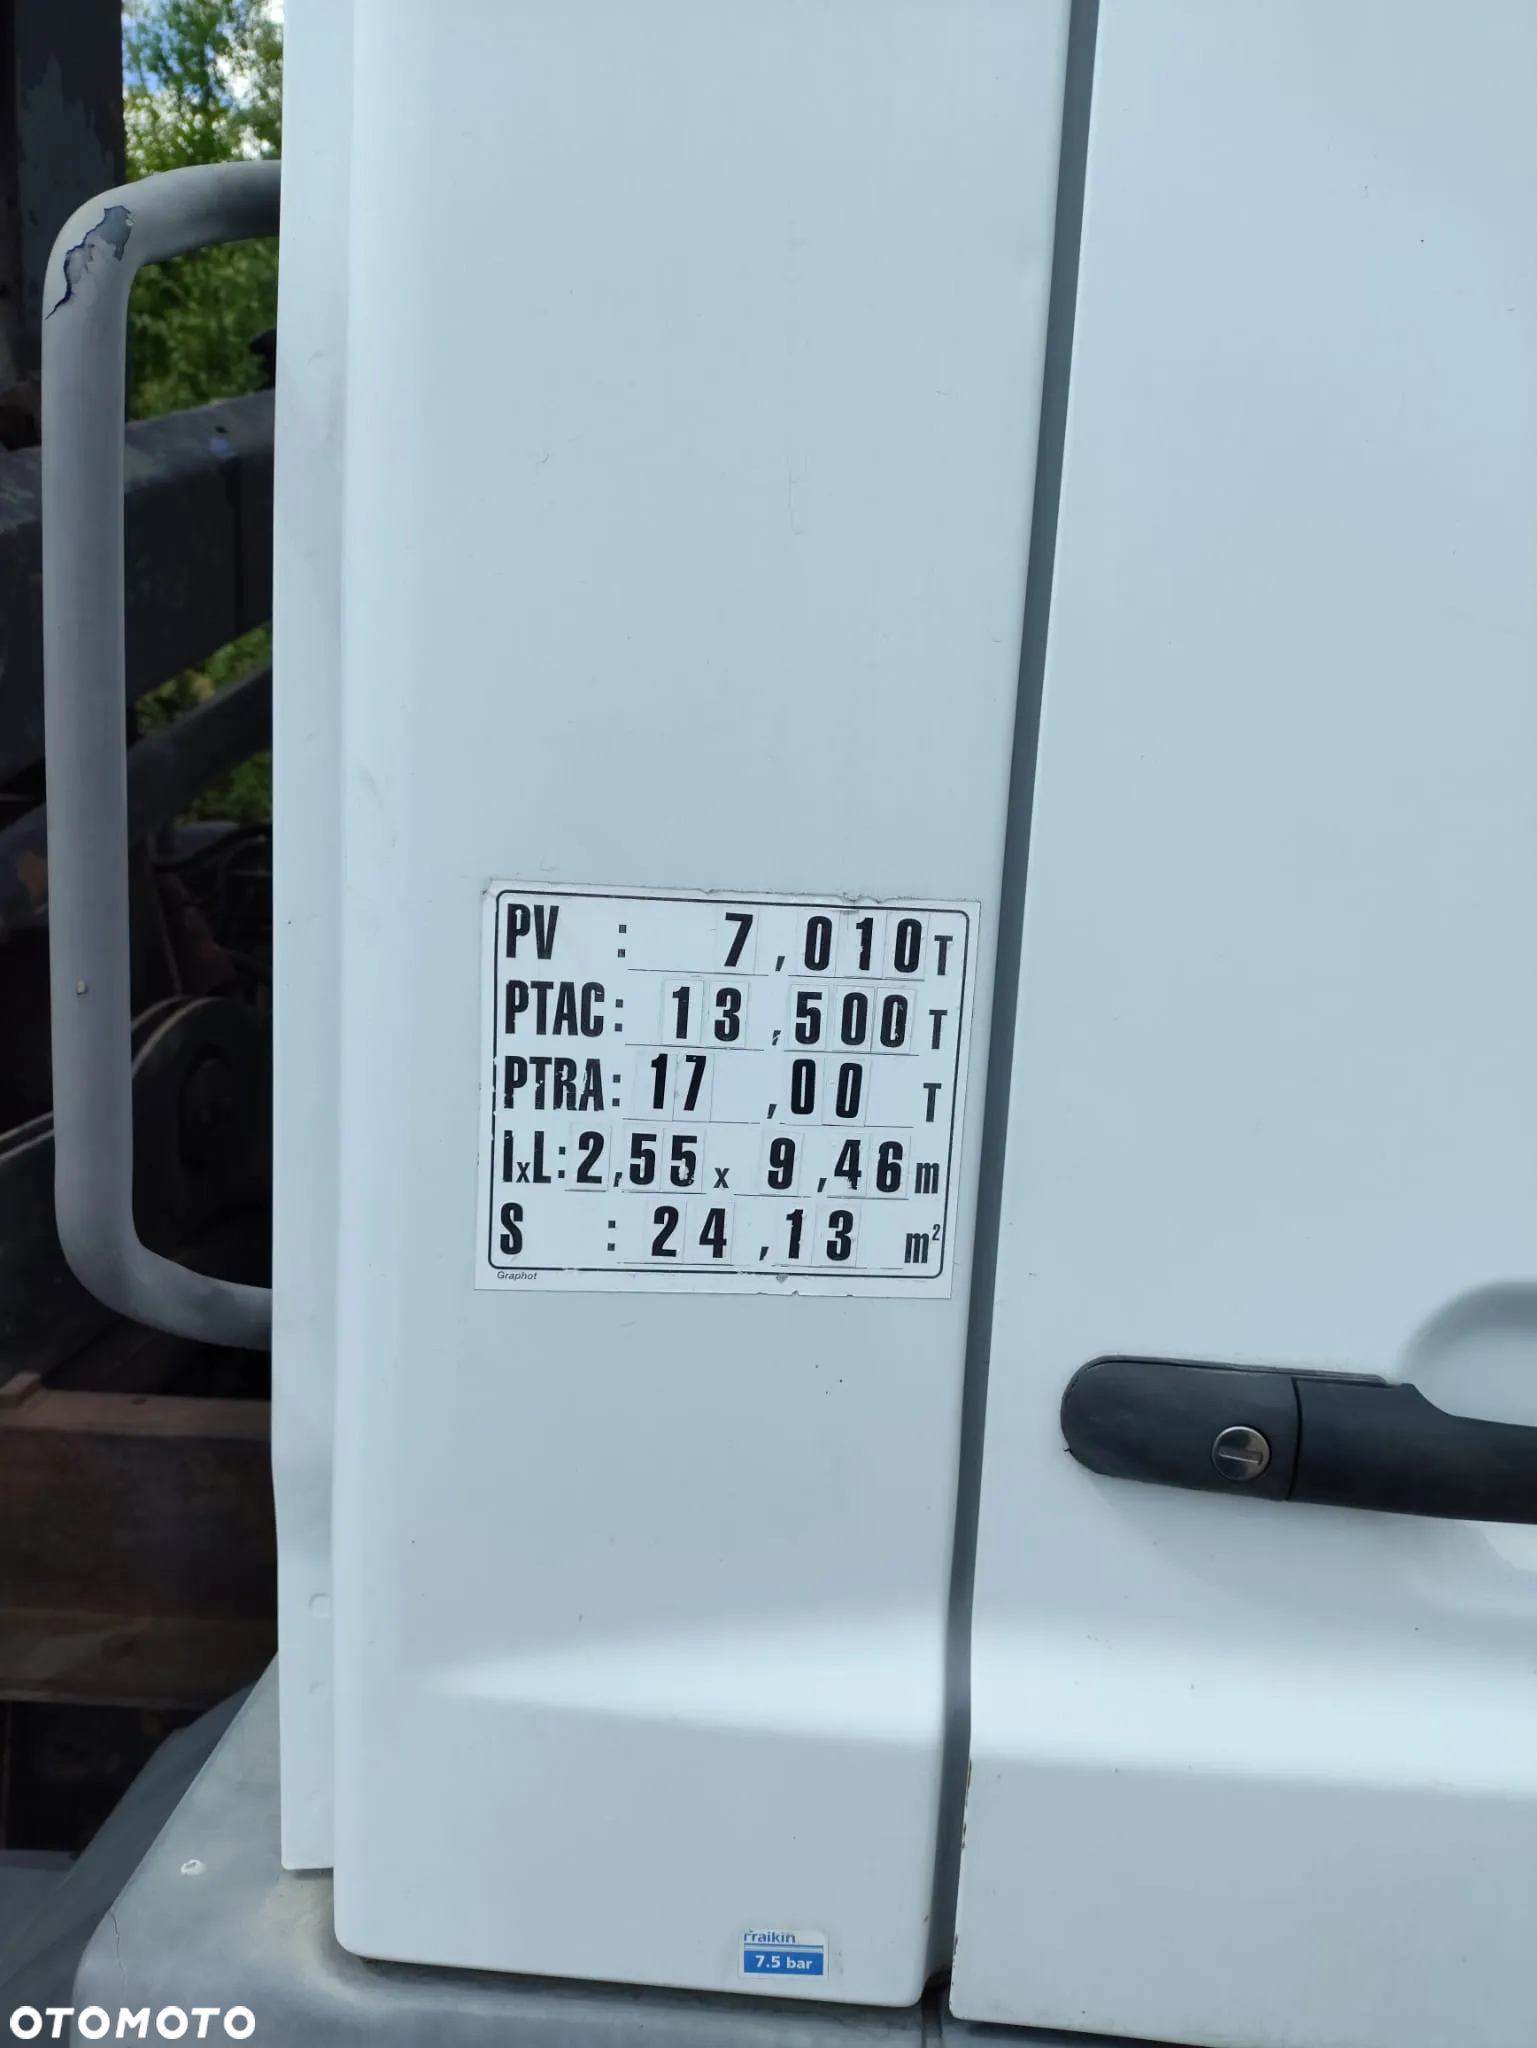 PV : 7,010 T
PTAC: 13,500 T
PTRA: 17,00 T
lxL: 2,55 x 9,46 m
S : 24,13 m²
Graphot
fraikin
7.5 bar
OTOMOTO